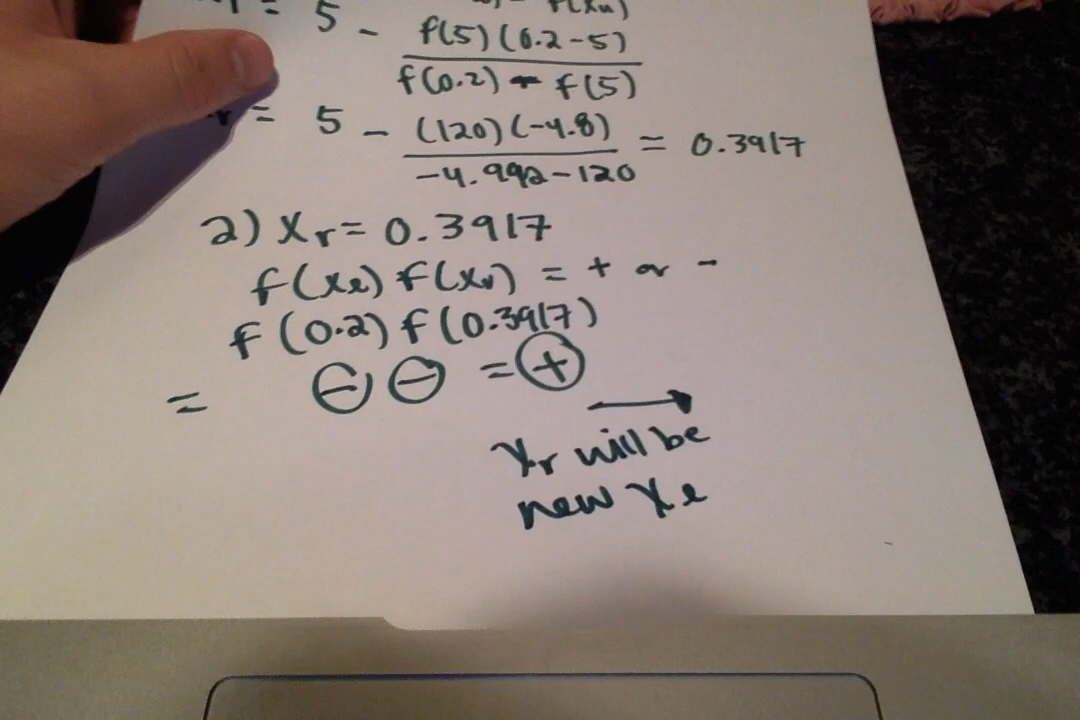 = 5 - f(xu)
f(5)(0.2-5)
f(0.2) - f(5)
= 5 - (120)(-4.8) = 0.3917
-4.992-120
2) Xr = 0.3917
f(xl) f(xr) = + or -
f(0.2) f(0.3917)
= ⊖ ⊖ = ⊕
→
Xr will be
new Xl